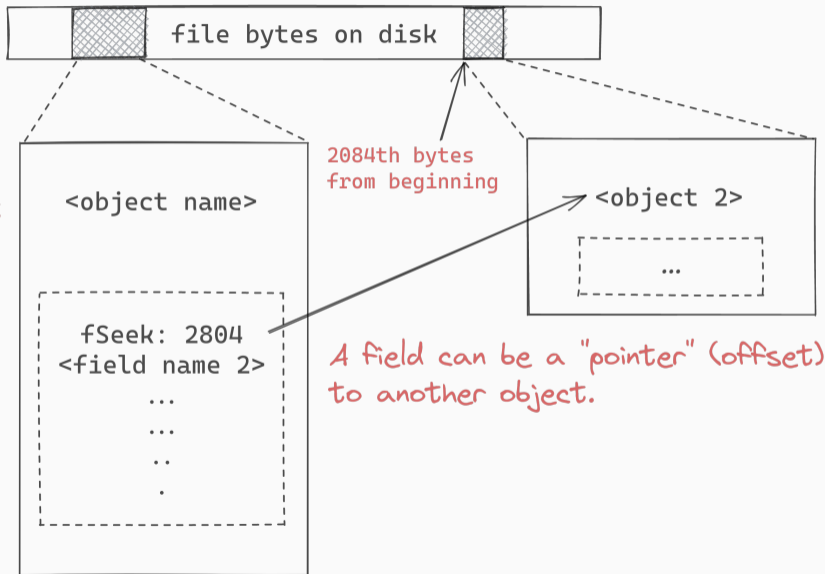 file bytes on disk
2084th bytes
from beginning
<object name>
<object 2>
...
fSeek: 2804
<field name 2>
...
...
..
.
A field can be a "pointer" (offset)
to another object.